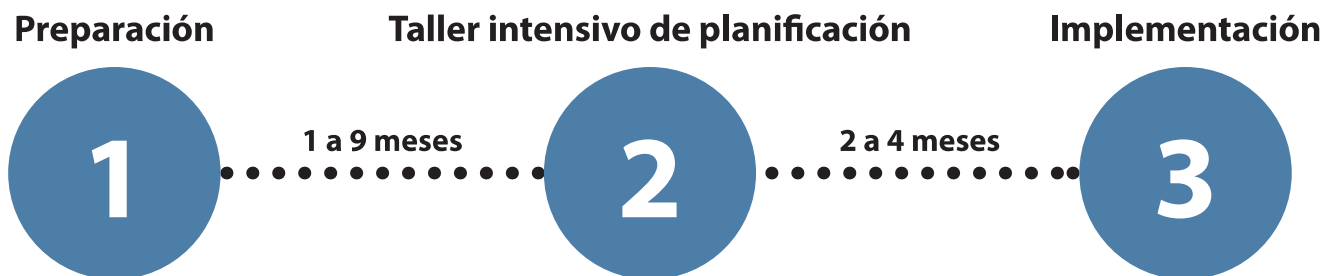 Preparación
Taller intensivo de planificación
Implementación
1
1 a 9 meses
2
2 a 4 meses
3